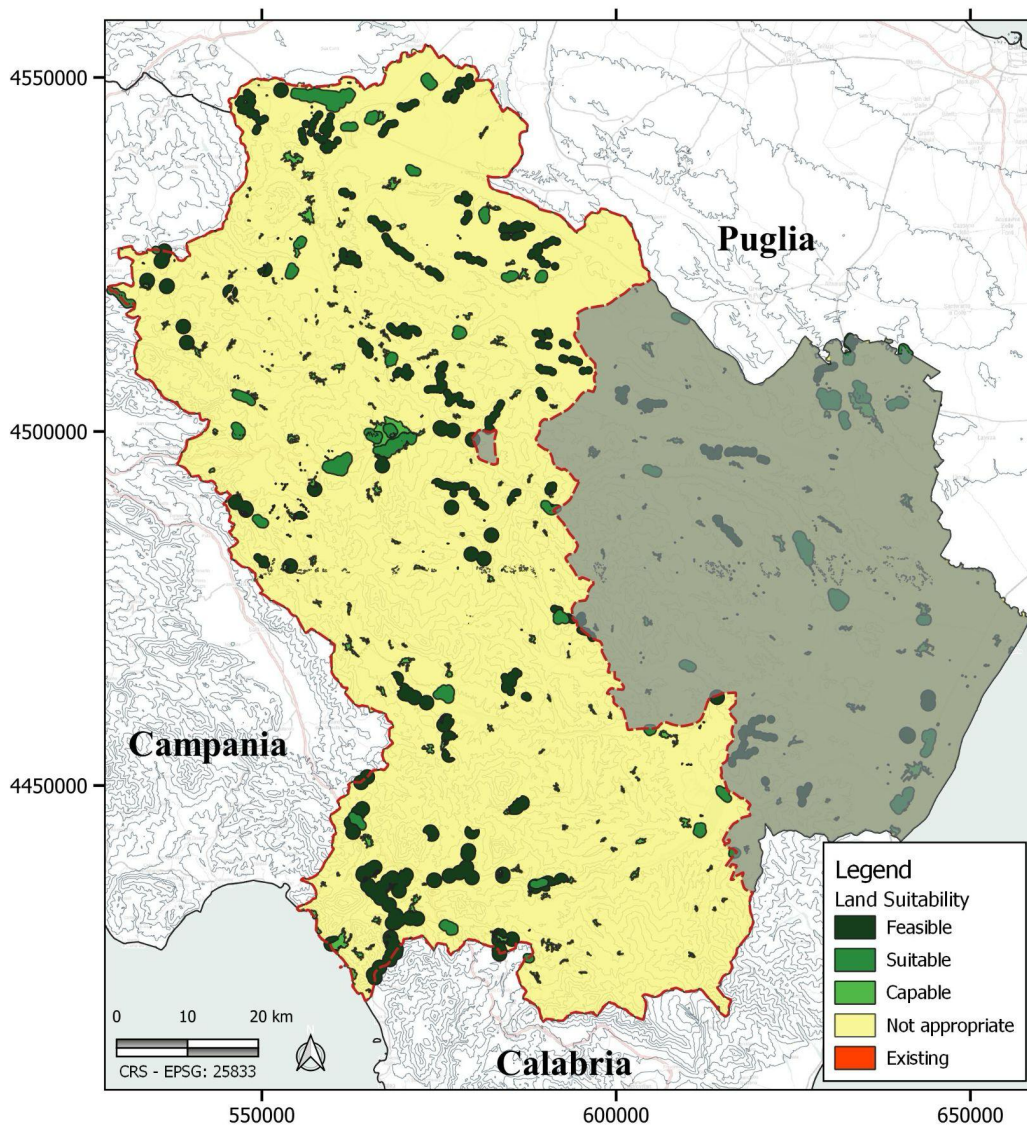 4550000
Puglia
4500000
Campania
4450000
Legend
Land Suitability
Feasible
Suitable
Capable
Not appropriate
Existing
0 10 20 km
CRS - EPSG: 25833
N
Calabria
550000 600000 650000